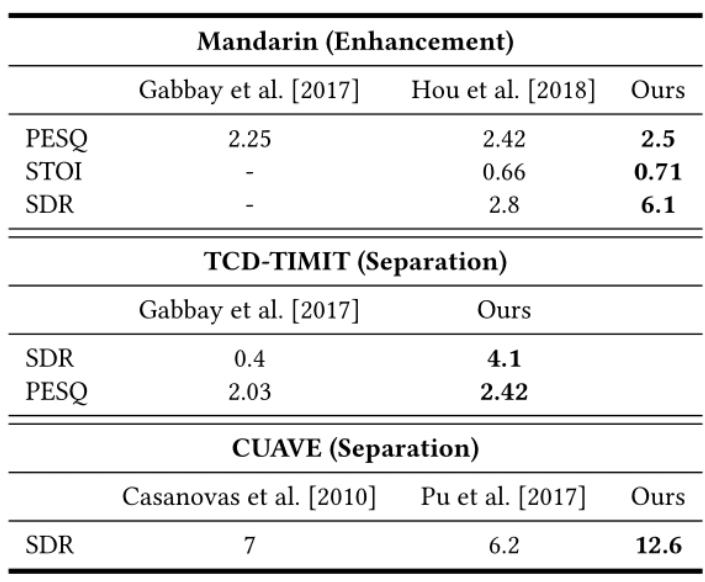 Mandarin (Enhancement)
Gabbay et al. [2017] Hou et al. [2018] Ours
PESQ 2.25 2.42 2.5
STOI - 0.66 0.71
SDR - 2.8 6.1
TCD-TIMIT (Separation)
Gabbay et al. [2017] Ours
SDR 0.4 4.1
PESQ 2.03 2.42
CUAVE (Separation)
Casanovas et al. [2010] Pu et al. [2017] Ours
SDR 7 6.2 12.6